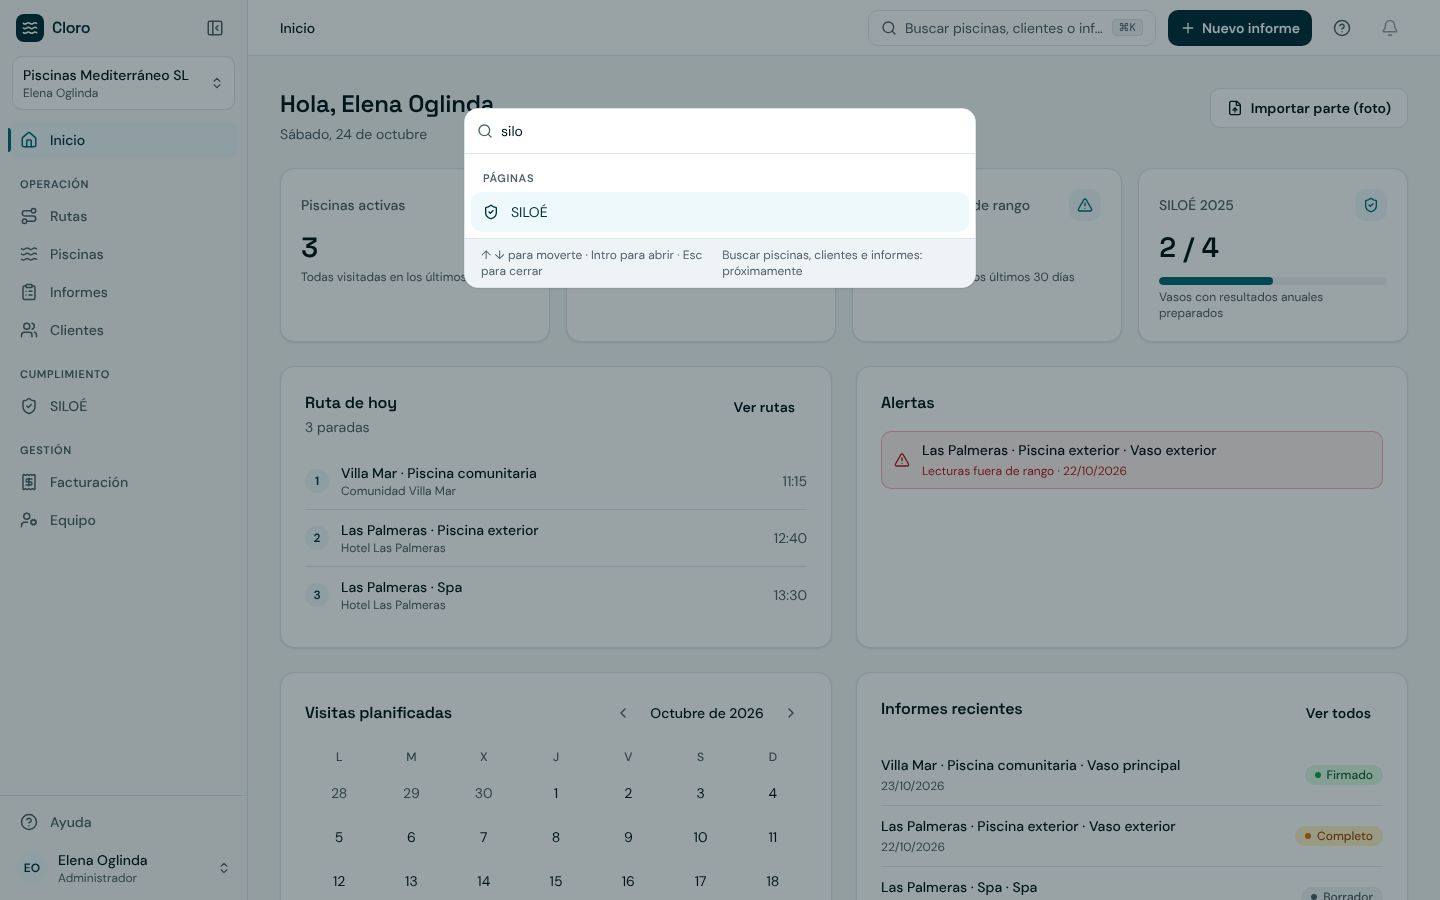 Cloro
Piscinas Mediterráneo SL
Elena Oglinda
Inicio
OPERACIÓN
Rutas
Piscinas
Informes
Clientes
CUMPLIMIENTO
SILOÉ
GESTIÓN
Facturación
Equipo
Ayuda
EO
Elena Oglinda
Administrador
Inicio
Buscar piscinas, clientes o inf...
⌘K
Nuevo informe
Hola, Elena Oglinda
Sábado, 24 de octubre
Importar parte (foto)
silo
PÁGINAS
SILOÉ
↑ ↓ para moverte · Intro para abrir · Esc
para cerrar
Buscar piscinas, clientes e informes:
próximamente
Piscinas activas
3
Todas visitadas en los últimos
de rango
os últimos 30 días
SILOÉ 2025
2 / 4
Vasos con resultados anuales
preparados
Ruta de hoy
3 paradas
Ver rutas
1
Villa Mar · Piscina comunitaria
Comunidad Villa Mar
11:15
2
Las Palmeras · Piscina exterior
Hotel Las Palmeras
12:40
3
Las Palmeras · Spa
Hotel Las Palmeras
13:30
Alertas
Las Palmeras · Piscina exterior · Vaso exterior
Lecturas fuera de rango · 22/10/2026
Visitas planificadas
Octubre de 2026
L M X J V S D
28 29 30 1 2 3 4
5 6 7 8 9 10 11
12 13 14 15 16 17 18
Informes recientes
Ver todos
Villa Mar · Piscina comunitaria · Vaso principal
23/10/2026
Firmado
Las Palmeras · Piscina exterior · Vaso exterior
22/10/2026
Completo
Las Palmeras · Spa · Spa
Borrador